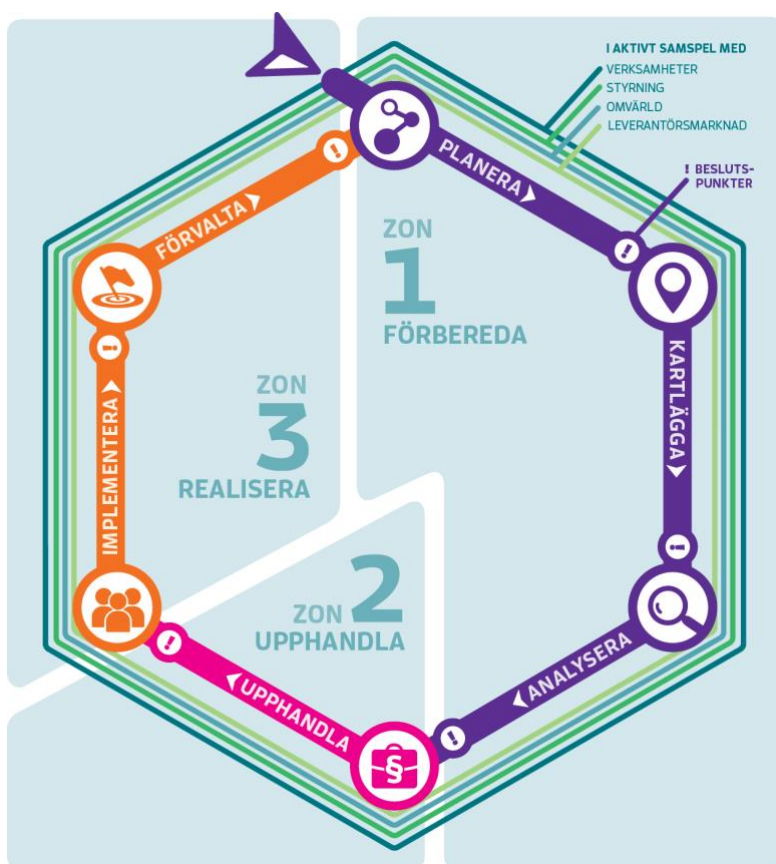 I AKTIVT SAMSPEL MED
VERKSAMHETER
STYRNING
OMVÄRLD
LEVERANTÖRSMARKNAD
! BESLUTS-
PUNKTER
PLANERA
!
KARTLÄGGA
!
ANALYSERA
!
§
UPPHANDLA
!
IMPLEMENTERA
!
FÖRVALTA
!
ZON
1
FÖRBEREDA
ZON
3
REALISERA
ZON 2
UPPHANDLA